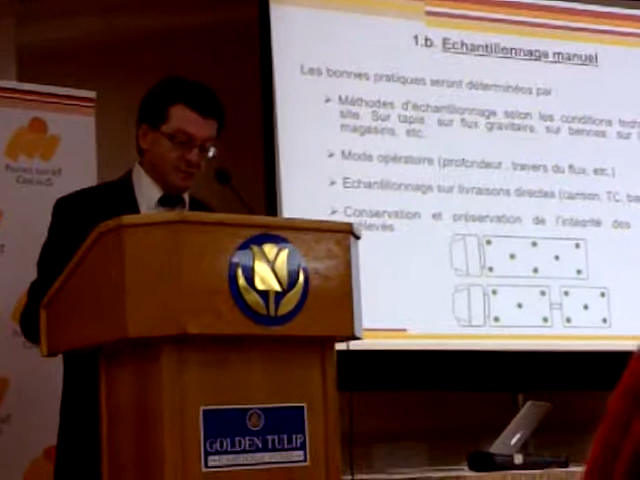 1.b. Echantillonnage manuel
Les bonnes pratiques seront déterminées par
➢ Méthodes d'échantillonnage selon les conditions tech
site. Sur tapis, sur flux gravitaire, sur bennes, sur
magasins, etc.
➢ Mode opératoire (profondeur, travers du flux, etc.)
➢ Echantillonnage sur livraisons directes (camion, TC,
➢ Conservation et préservation de l'intégrité des
GOLDEN TULIP